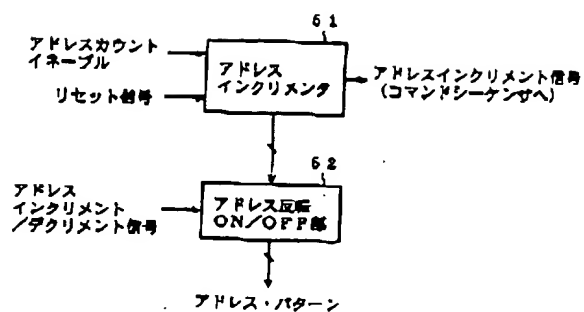 51
アドレスカウント
イネーブル
アドレス
インクリメンタ
アドレスインクリメント信号
(コマンドシーケンサへ)
リセット信号
52
アドレス
インクリメント
/デクリメント信号
アドレス反転
ON/OFF部
アドレス・パターン